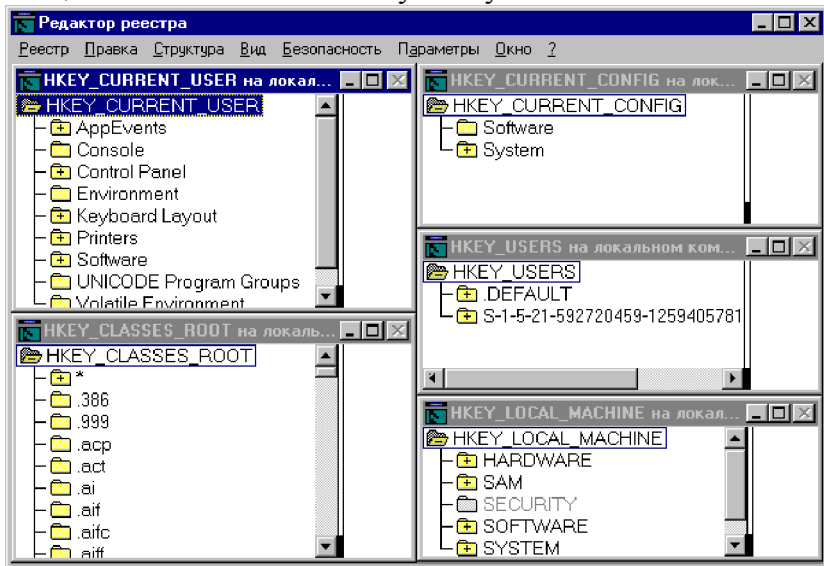 Редактор реестра
Реестр Правка Структура Вид Безопасность Параметры Окно ?
HKEY_CURRENT_USER на локал...
HKEY_CURRENT_USER
AppEvents
Console
Control Panel
Environment
Keyboard Layout
Printers
Software
UNICODE Program Groups
Volatile Environment
HKEY_CLASSES_ROOT на локаль...
HKEY_CLASSES_ROOT
*
.386
.999
.acp
.act
.ai
.aif
.aifc
.aiff
HKEY_CURRENT_CONFIG на лок...
HKEY_CURRENT_CONFIG
Software
System
HKEY_USERS на локальном ком...
HKEY_USERS
.DEFAULT
S-1-5-21-592720459-1259405781
HKEY_LOCAL_MACHINE на локал...
HKEY_LOCAL_MACHINE
HARDWARE
SAM
SECURITY
SOFTWARE
SYSTEM